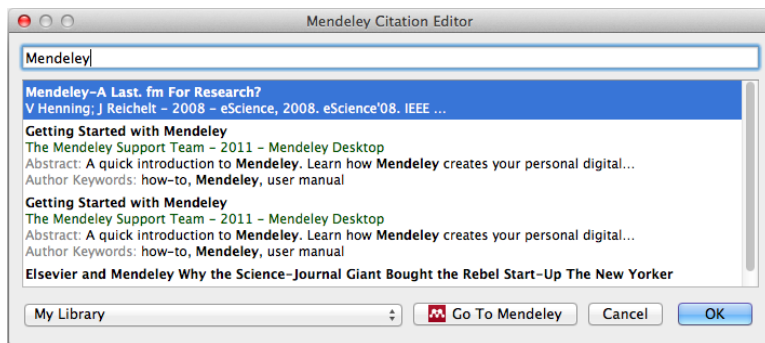 Mendeley Citation Editor
Mendeley
Mendeley–A Last. fm For Research?
V Henning; J Reichelt – 2008 – eScience, 2008. eScience'08. IEEE ...
Getting Started with Mendeley
The Mendeley Support Team – 2011 – Mendeley Desktop
Abstract: A quick introduction to Mendeley. Learn how Mendeley creates your personal digital...
Author Keywords: how-to, Mendeley, user manual
Getting Started with Mendeley
The Mendeley Support Team – 2011 – Mendeley Desktop
Abstract: A quick introduction to Mendeley. Learn how Mendeley creates your personal digital...
Author Keywords: how-to, Mendeley, user manual
Elsevier and Mendeley Why the Science–Journal Giant Bought the Rebel Start–Up The New Yorker
My Library Go To Mendeley Cancel OK